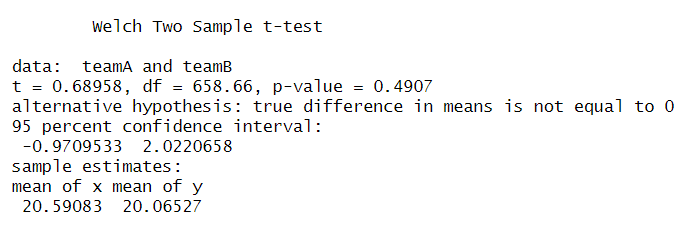 Welch Two Sample t-test
data: teamA and teamB
t = 0.68958, df = 658.66, p-value = 0.4907
alternative hypothesis: true difference in means is not equal to 0
95 percent confidence interval:
-0.9709533 2.0220658
sample estimates:
mean of x mean of y
20.59083 20.06527